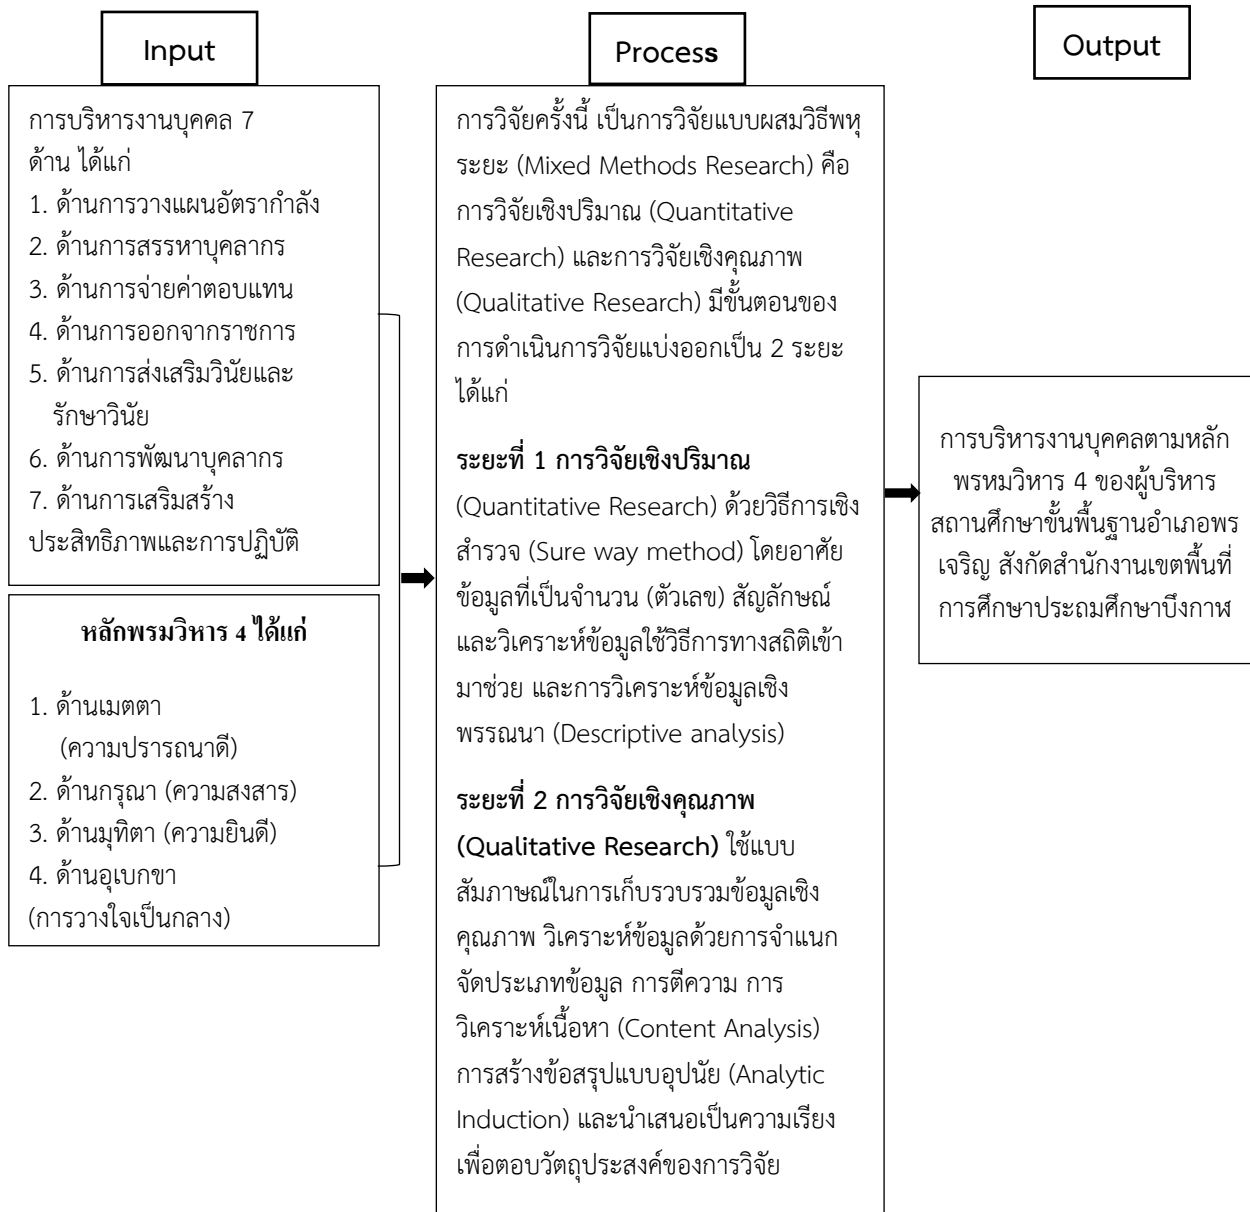 Input
การบริหารงานบุคคล 7
ด้าน ได้แก่
1. ด้านการวางแผนอัตรากำลัง
2. ด้านการสรรหาบุคลากร
3. ด้านการจ่ายค่าตอบแทน
4. ด้านการออกจากราชการ
5. ด้านการส่งเสริมวินัยและ
รักษาวินัย
6. ด้านการพัฒนาบุคลากร
7. ด้านการเสริมสร้าง
ประสิทธิภาพและการปฏิบัติ
หลักพรมวิหาร 4 ได้แก่
1. ด้านเมตตา
(ความปรารถนาดี)
2. ด้านกรุณา (ความสงสาร)
3. ด้านมุทิตา (ความยินดี)
4. ด้านอุเบกขา
(การวางใจเป็นกลาง)
Process
การวิจัยครั้งนี้ เป็นการวิจัยแบบผสมวิธีพหุ
ระยะ (Mixed Methods Research) คือ
การวิจัยเชิงปริมาณ (Quantitative
Research) และการวิจัยเชิงคุณภาพ
(Qualitative Research) มีขั้นตอนของ
การดำเนินการวิจัยแบ่งออกเป็น 2 ระยะ
ได้แก่
ระยะที่ 1 การวิจัยเชิงปริมาณ
(Quantitative Research) ด้วยวิธีการเชิง
สำรวจ (Sure way method) โดยอาศัย
ข้อมูลที่เป็นจำนวน (ตัวเลข) สัญลักษณ์
และวิเคราะห์ข้อมูลใช้วิธีการทางสถิติเข้า
มาช่วย และการวิเคราะห์ข้อมูลเชิง
พรรณนา (Descriptive analysis)
ระยะที่ 2 การวิจัยเชิงคุณภาพ
(Qualitative Research) ใช้แบบ
สัมภาษณ์ในการเก็บรวบรวมข้อมูลเชิง
คุณภาพ วิเคราะห์ข้อมูลด้วยการจำแนก
จัดประเภทข้อมูล การตีความ การ
วิเคราะห์เนื้อหา (Content Analysis)
การสร้างข้อสรุปแบบอุปนัย (Analytic
Induction) และนำเสนอเป็นความเรียง
เพื่อตอบวัตถุประสงค์ของการวิจัย
Output
การบริหารงานบุคคลตามหลัก
พรหมวิหาร 4 ของผู้บริหาร
สถานศึกษาขั้นพื้นฐานอำเภอพร
เจริญ สังกัดสำนักงานเขตพื้นที่
การศึกษาประถมศึกษาบึงกาฬ